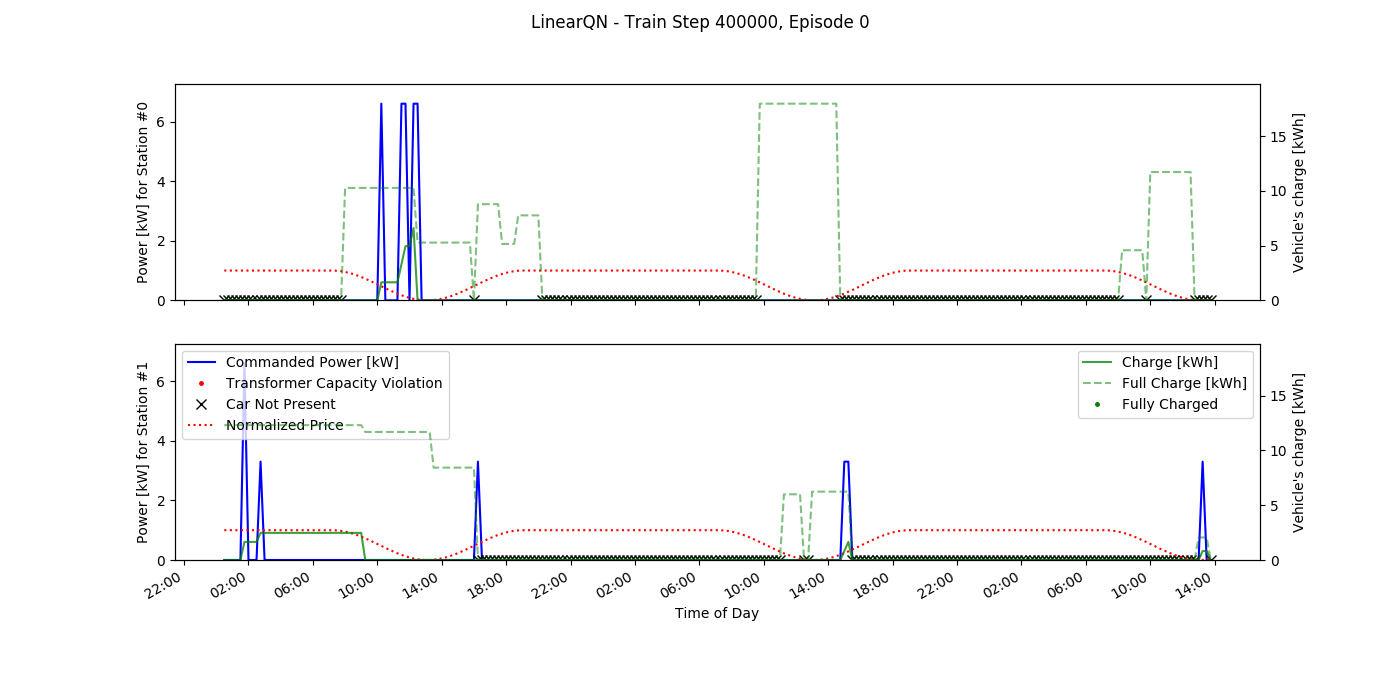 LinearQN - Train Step 400000, Episode 0
Power [kW] for Station #0
6
4
2
0
15
10
5
0
Vehicle's charge [kWh]
Power [kW] for Station #1
6
4
2
0
Commanded Power [kW]
Transformer Capacity Violation
Car Not Present
Normalized Price
Charge [kWh]
Full Charge [kWh]
Fully Charged
15
10
5
0
Vehicle's charge [kWh]
22:00 02:00 06:00 10:00 14:00 18:00 22:00 02:00 06:00 10:00 14:00 18:00 22:00 02:00 06:00 10:00 14:00
Time of Day